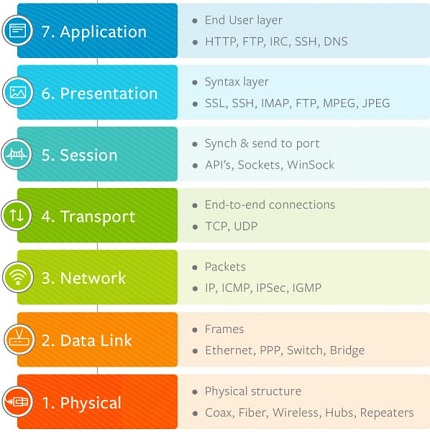 7. Application
End User layer
HTTP, FTP, IRC, SSH, DNS
6. Presentation
Syntax layer
SSL, SSH, IMAP, FTP, MPEG, JPEG
5. Session
Synch & send to port
API's, Sockets, WinSock
4. Transport
End-to-end connections
TCP, UDP
3. Network
Packets
IP, ICMP, IPSec, IGMP
2. Data Link
Frames
Ethernet, PPP, Switch, Bridge
1. Physical
Physical structure
Coax, Fiber, Wireless, Hubs, Repeaters